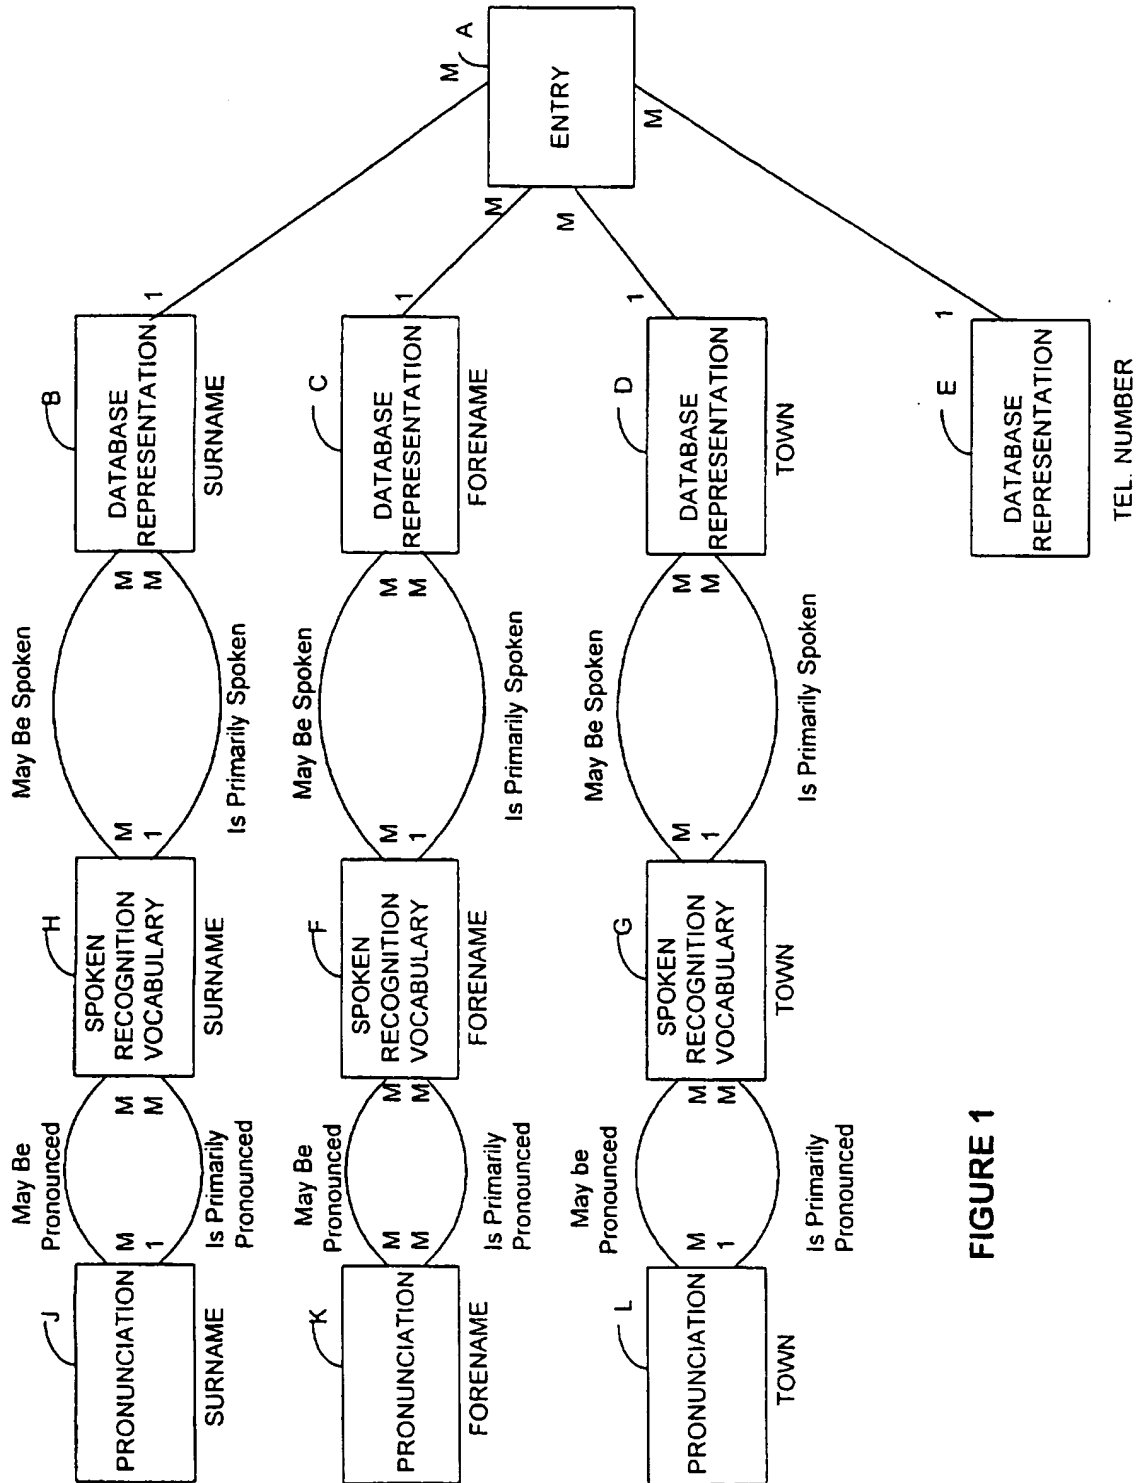 May Be
Pronounced
May Be Spoken
J
H
B
M
A
PRONUNCIATION
M
1
M
M
SPOKEN
RECOGNITION
VOCABULARY
M
1
M
M
DATABASE
REPRESENTATION
1
SURNAME
Is Primarily
Pronounced
SURNAME
Is Primarily Spoken
SURNAME
May Be
Pronounced
May Be Spoken
K
F
C
PRONUNCIATION
M
M
M
M
SPOKEN
RECOGNITION
VOCABULARY
M
1
M
M
DATABASE
REPRESENTATION
1
M
FORENAME
Is Primarily
Pronounced
FORENAME
Is Primarily Spoken
FORENAME
ENTRY
May be
Pronounced
May Be Spoken
L
G
D
PRONUNCIATION
M
1
M
M
SPOKEN
RECOGNITION
VOCABULARY
M
1
M
M
DATABASE
REPRESENTATION
1
M
TOWN
Is Primarily
Pronounced
TOWN
Is Primarily Spoken
TOWN
M
E
1
DATABASE
REPRESENTATION
TEL. NUMBER
FIGURE 1